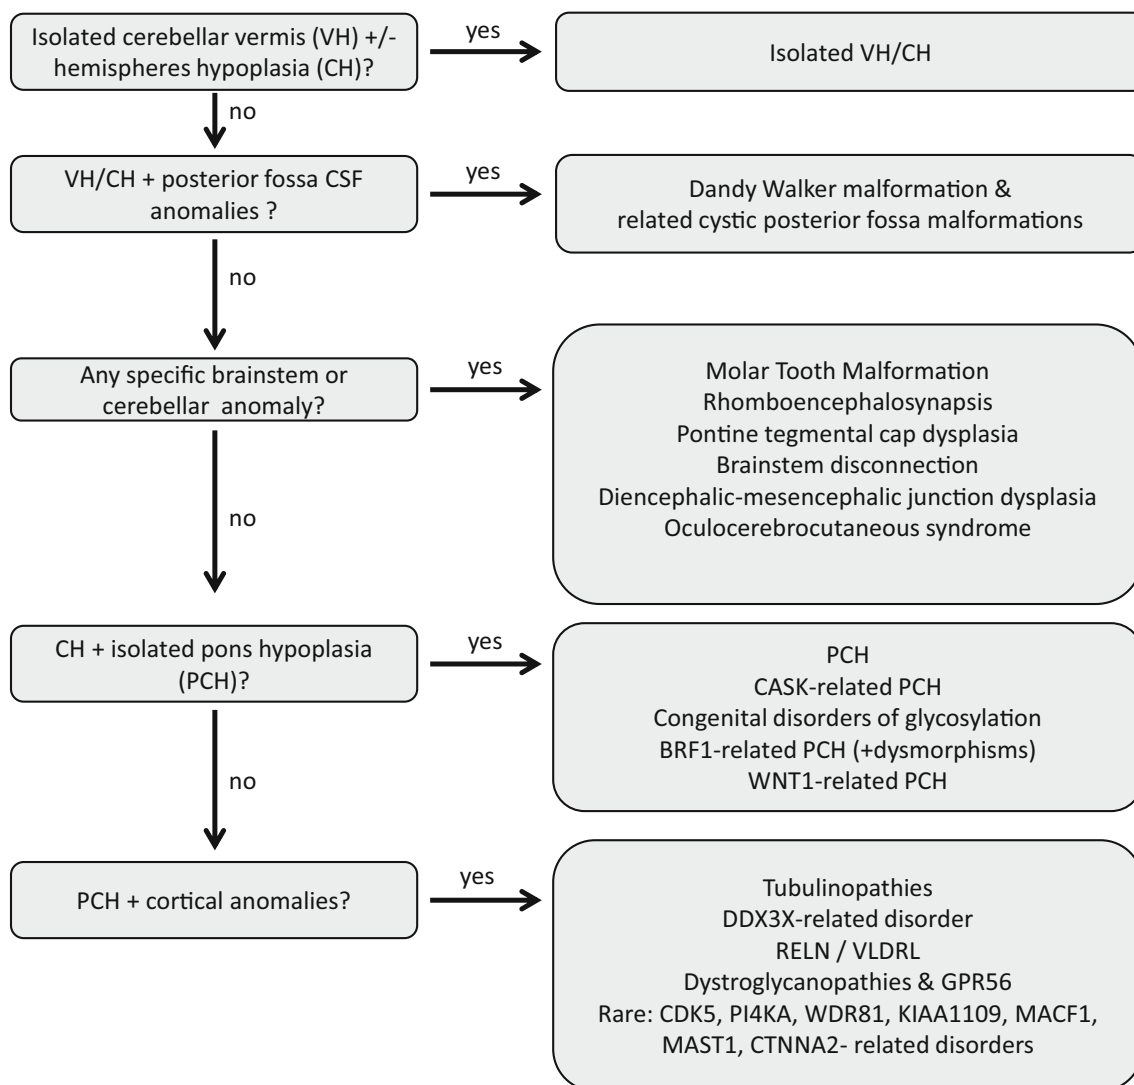 Isolated cerebellar vermis (VH) +/-
hemispheres hypoplasia (CH)?
yes
Isolated VH/CH
no
VH/CH + posterior fossa CSF
anomalies ?
yes
Dandy Walker malformation &
related cystic posterior fossa malformations
no
Any specific brainstem or
cerebellar anomaly?
yes
Molar Tooth Malformation
Rhomboencephalosynapsis
Pontine tegmental cap dysplasia
Brainstem disconnection
Diencephalic-mesencephalic junction dysplasia
Oculocerebrocutaneous syndrome
no
CH + isolated pons hypoplasia
(PCH)?
yes
PCH
CASK-related PCH
Congenital disorders of glycosylation
BRF1-related PCH (+dysmorphisms)
WNT1-related PCH
no
PCH + cortical anomalies?
yes
Tubulinopathies
DDX3X-related disorder
RELN / VLDRL
Dystroglycanopathies & GPR56
Rare: CDK5, PI4KA, WDR81, KIAA1109, MACF1,
MAST1, CTNNA2- related disorders